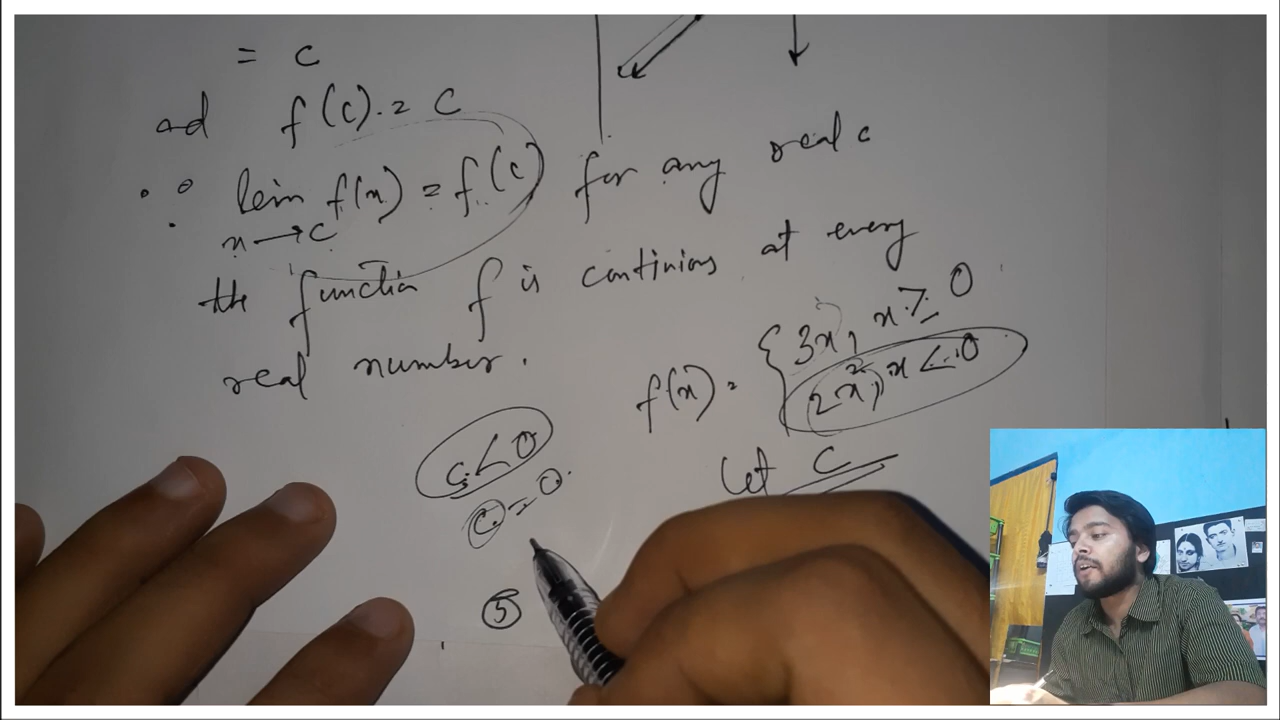 = c
and f(c) = c
∴ lim f(x) = f(c) for any real c
x → c
the function f is continious at every
real number.
f(x) = { 3x, x ≥ 0
2x², x < 0
c < 0
c = 0
Let c
5